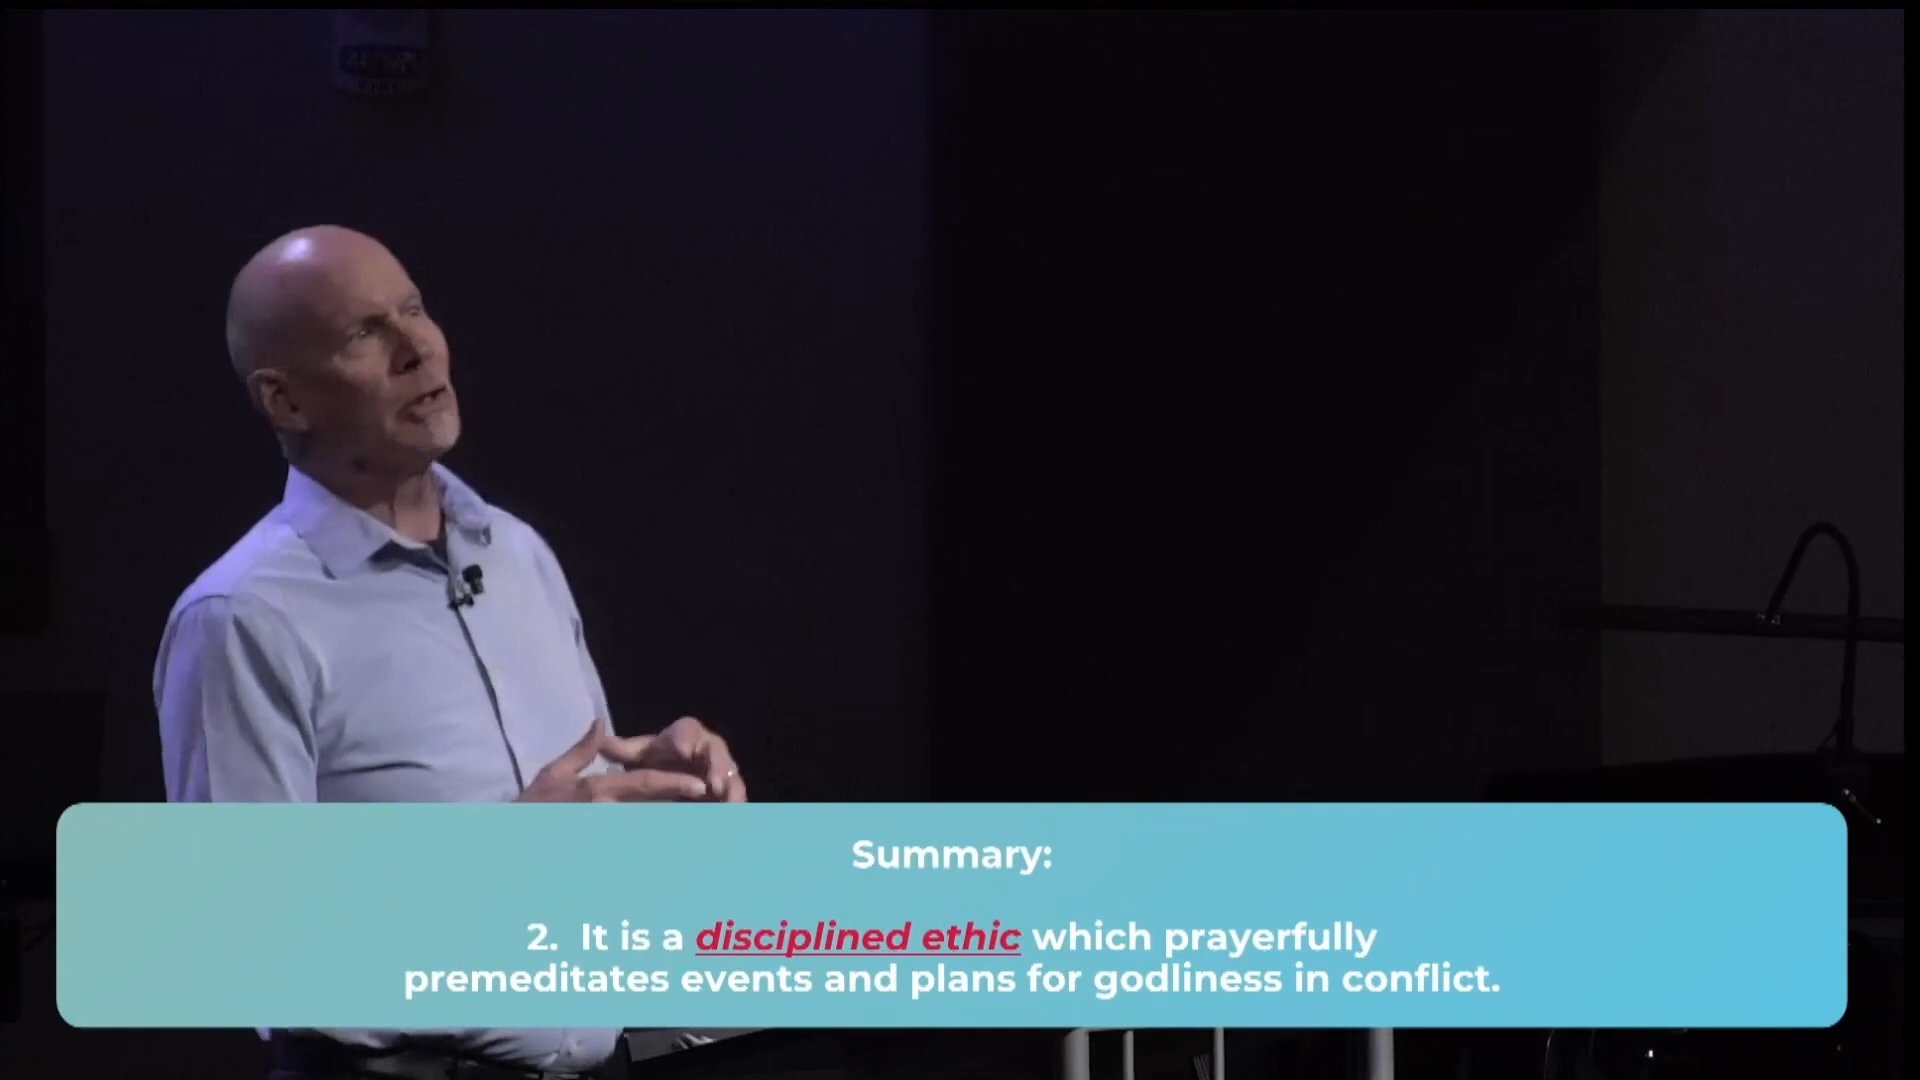 Summary:
2. It is a disciplined ethic which prayerfully
premeditates events and plans for godliness in conflict.